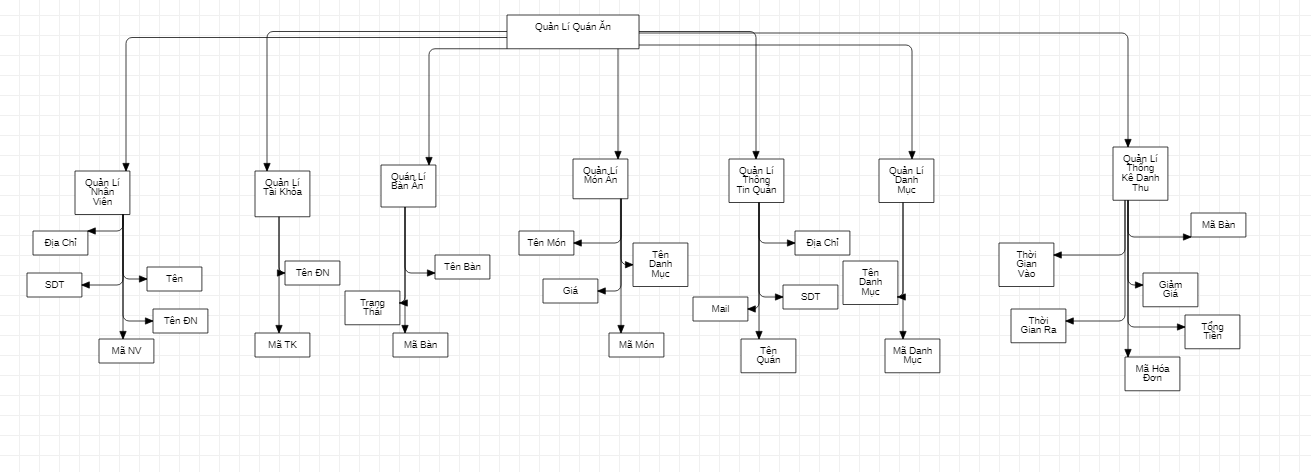 Quản Lí Quán Ăn
Quản Lí
Nhân
Viên
Quản Lí
Tài Khỏa
Quán Lí
Bàn Ăn
Quản Lí
Món Ăn
Quản Lí
Thông
Tin Quán
Quản Lí
Danh
Mục
Quản Lí
Thống
Kê Danh
Thu
Địa Chỉ
SDT
Tên
Tên ĐN
Mã NV
Tên ĐN
Mã TK
Tên Bàn
Trạng
Thái
Mã Bàn
Tên Món
Tên
Danh
Mục
Giá
Mã Món
Địa Chỉ
SDT
Mail
Tên
Quán
Tên
Danh
Mục
Mã Danh
Mục
Mã Bàn
Thời
Gian
Vào
Giảm
Giá
Thời
Gian Ra
Tổng
Tiền
Mã Hóa
Đơn